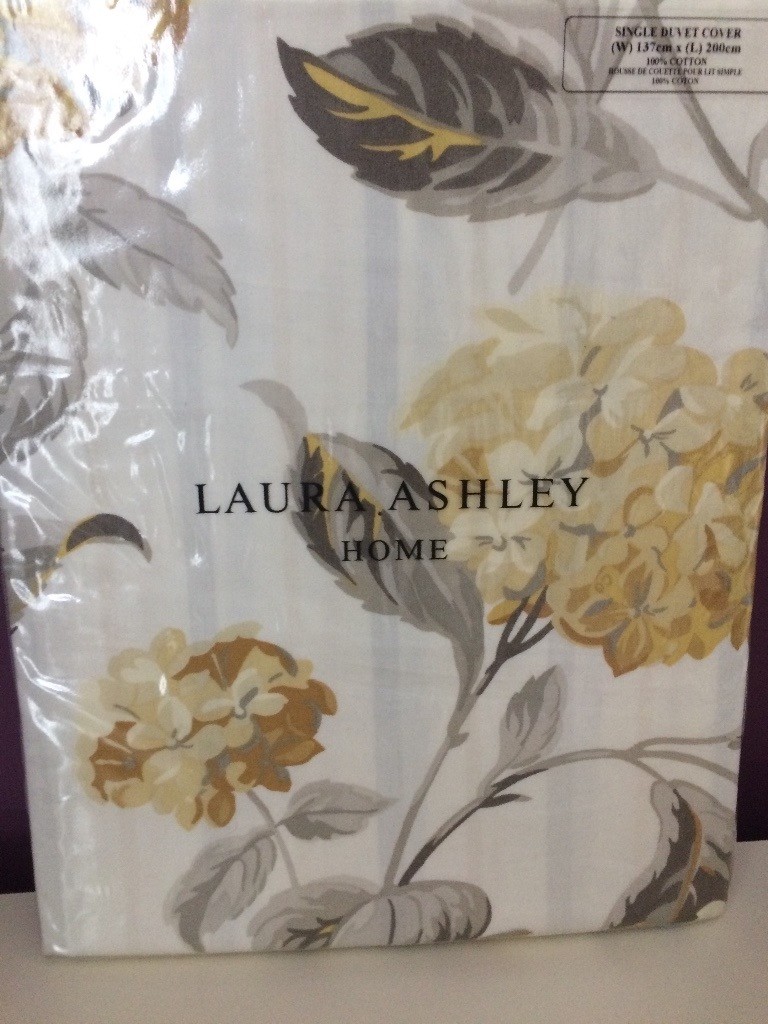 SINGLE DUVET COVER
(W) 137cm x (L) 200cm
100% COTTON
HOUSSE DE COUETTE POUR LIT SIMPLE
100% COTON
LAURA ASHLEY
HOME